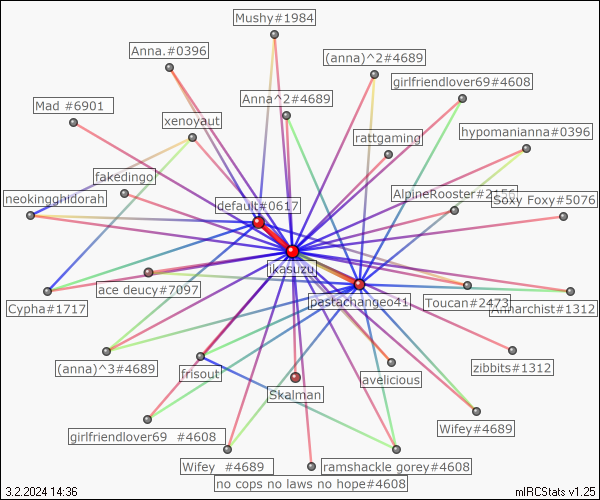 Mushy#1984
Anna.#0396
(anna)^2#4689
girlfriendlover69#4608
Anna^2#4689
Mad #6901
xenoyaut
rattgaming
hypomanianna#0396
fakedingo
neokingghidorah
AlpineRooster#2156
Soxy Foxy#5076
default#0617
ikasuzu
ace deucy#7097
pastachangeo41
Toucan#2473
Annarchist#1312
Cypha#1717
(anna)^3#4689
frisout
avelicious
zibbits#1312
Skalman
Wifey#4689
girlfriendlover69 #4608
Wifey #4689
ramshackle gorey#4608
no cops no laws no hope#4608
3.2.2024 14:36
mIRCStats v1.25